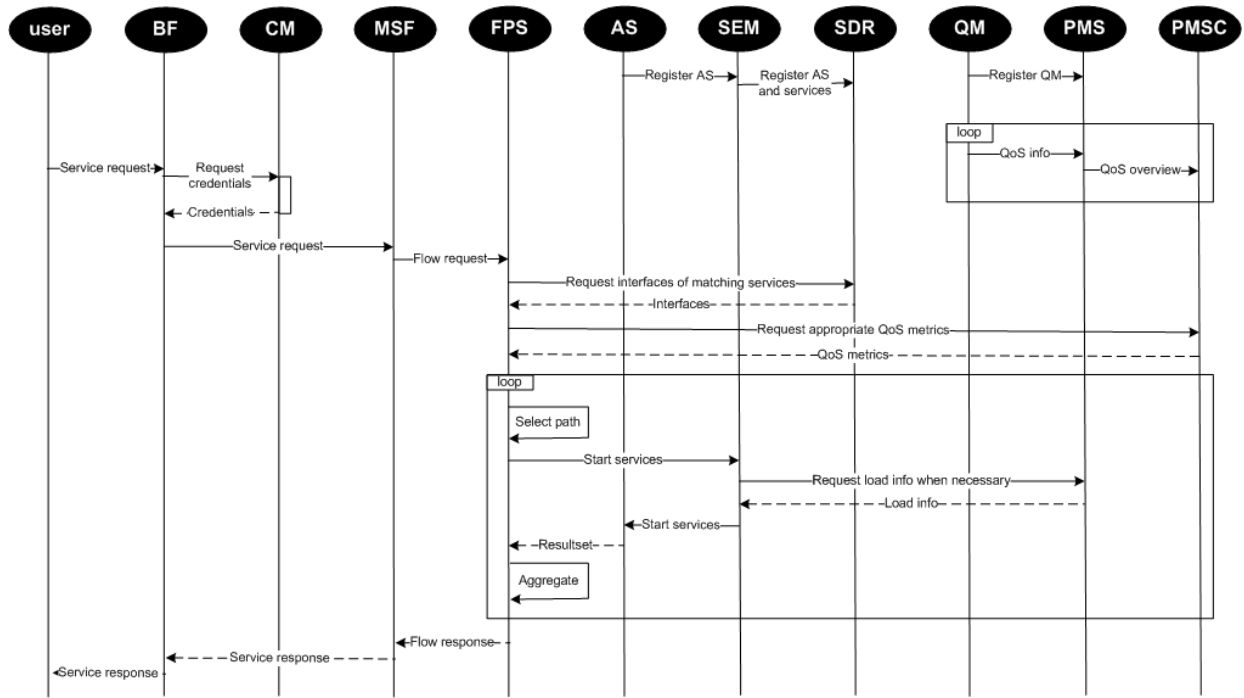 user BF CM MSF FPS AS SEM SDR QM PMS PMSC
Register AS Register AS Register QM
and services
loop
QoS info
Service request Request QoS overview
credentials
Credentials
Service request
Flow request
Request interfaces of matching services
Interfaces
Request appropriate QoS metrics
QoS metrics
loop
Select path
Start services
Request load info when necessary
Load info
Start services
Resultset
Aggregate
Flow response
Service response
Service response